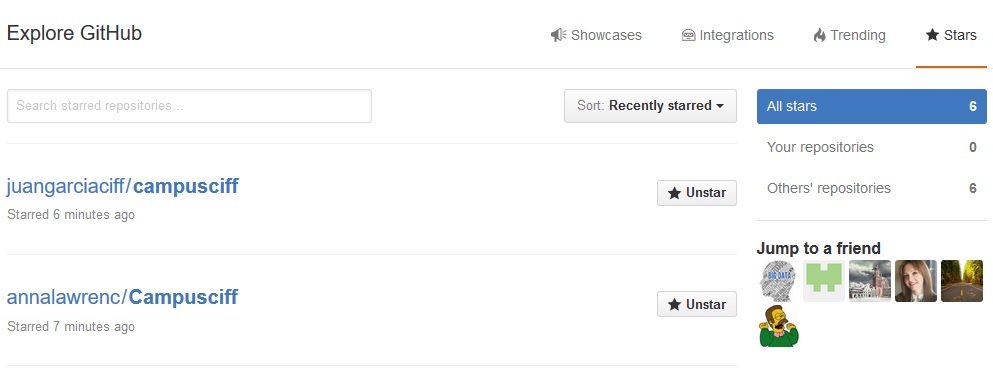 Explore GitHub
Showcases
Integrations
Trending
Stars
Search starred repositories...
Sort: Recently starred
juangarciaciff/campusciff
Unstar
Starred 6 minutes ago
annalawrenc/Campusciff
Unstar
Starred 7 minutes ago
All stars 6
Your repositories 0
Others' repositories 6
Jump to a friend
BIG DATA